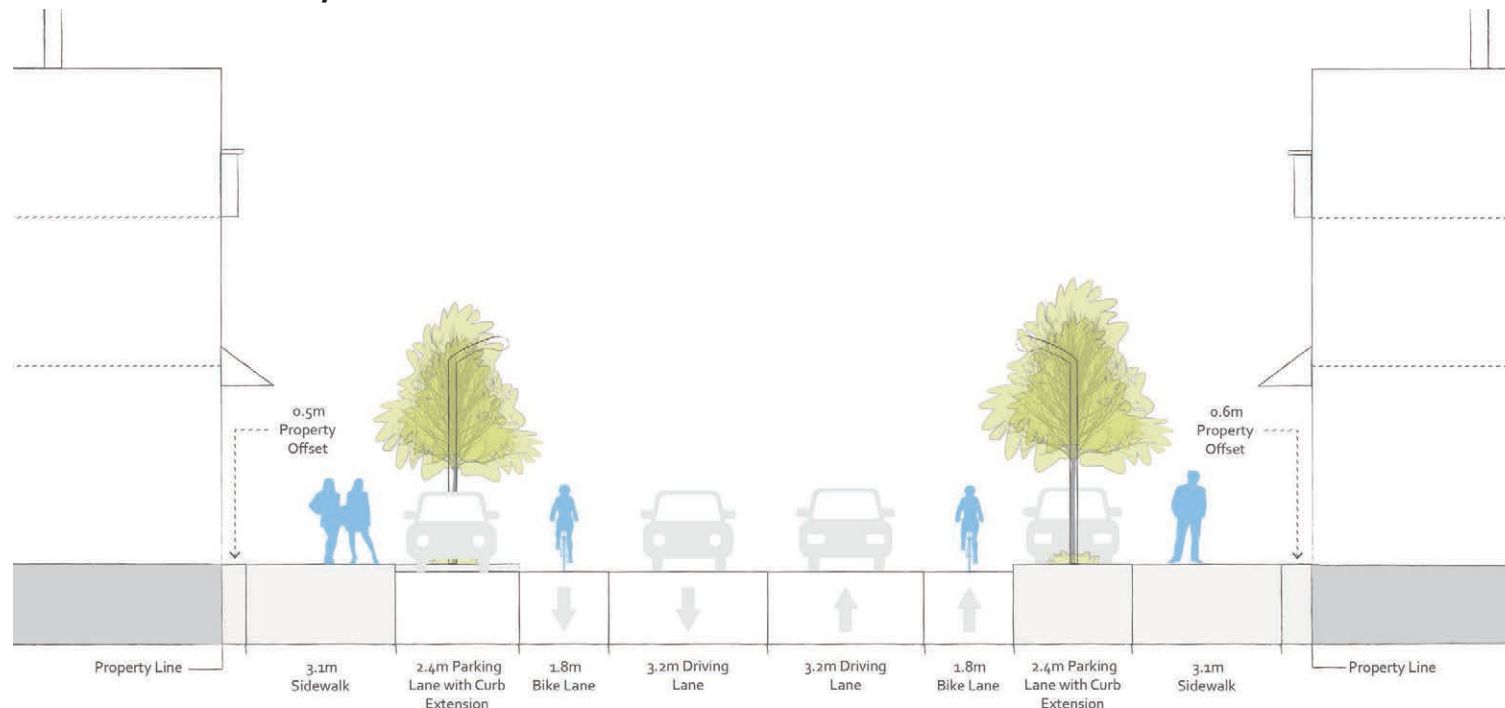 0.5m
Property
Offset
0.6m
Property
Offset
Property Line
3.1m
Sidewalk
2.4m Parking
Lane with Curb
Extension
1.8m
Bike Lane
3.2m Driving
Lane
3.2m Driving
Lane
1.8m
Bike Lane
2.4m Parking
Lane with Curb
Extension
3.1m
Sidewalk
Property Line